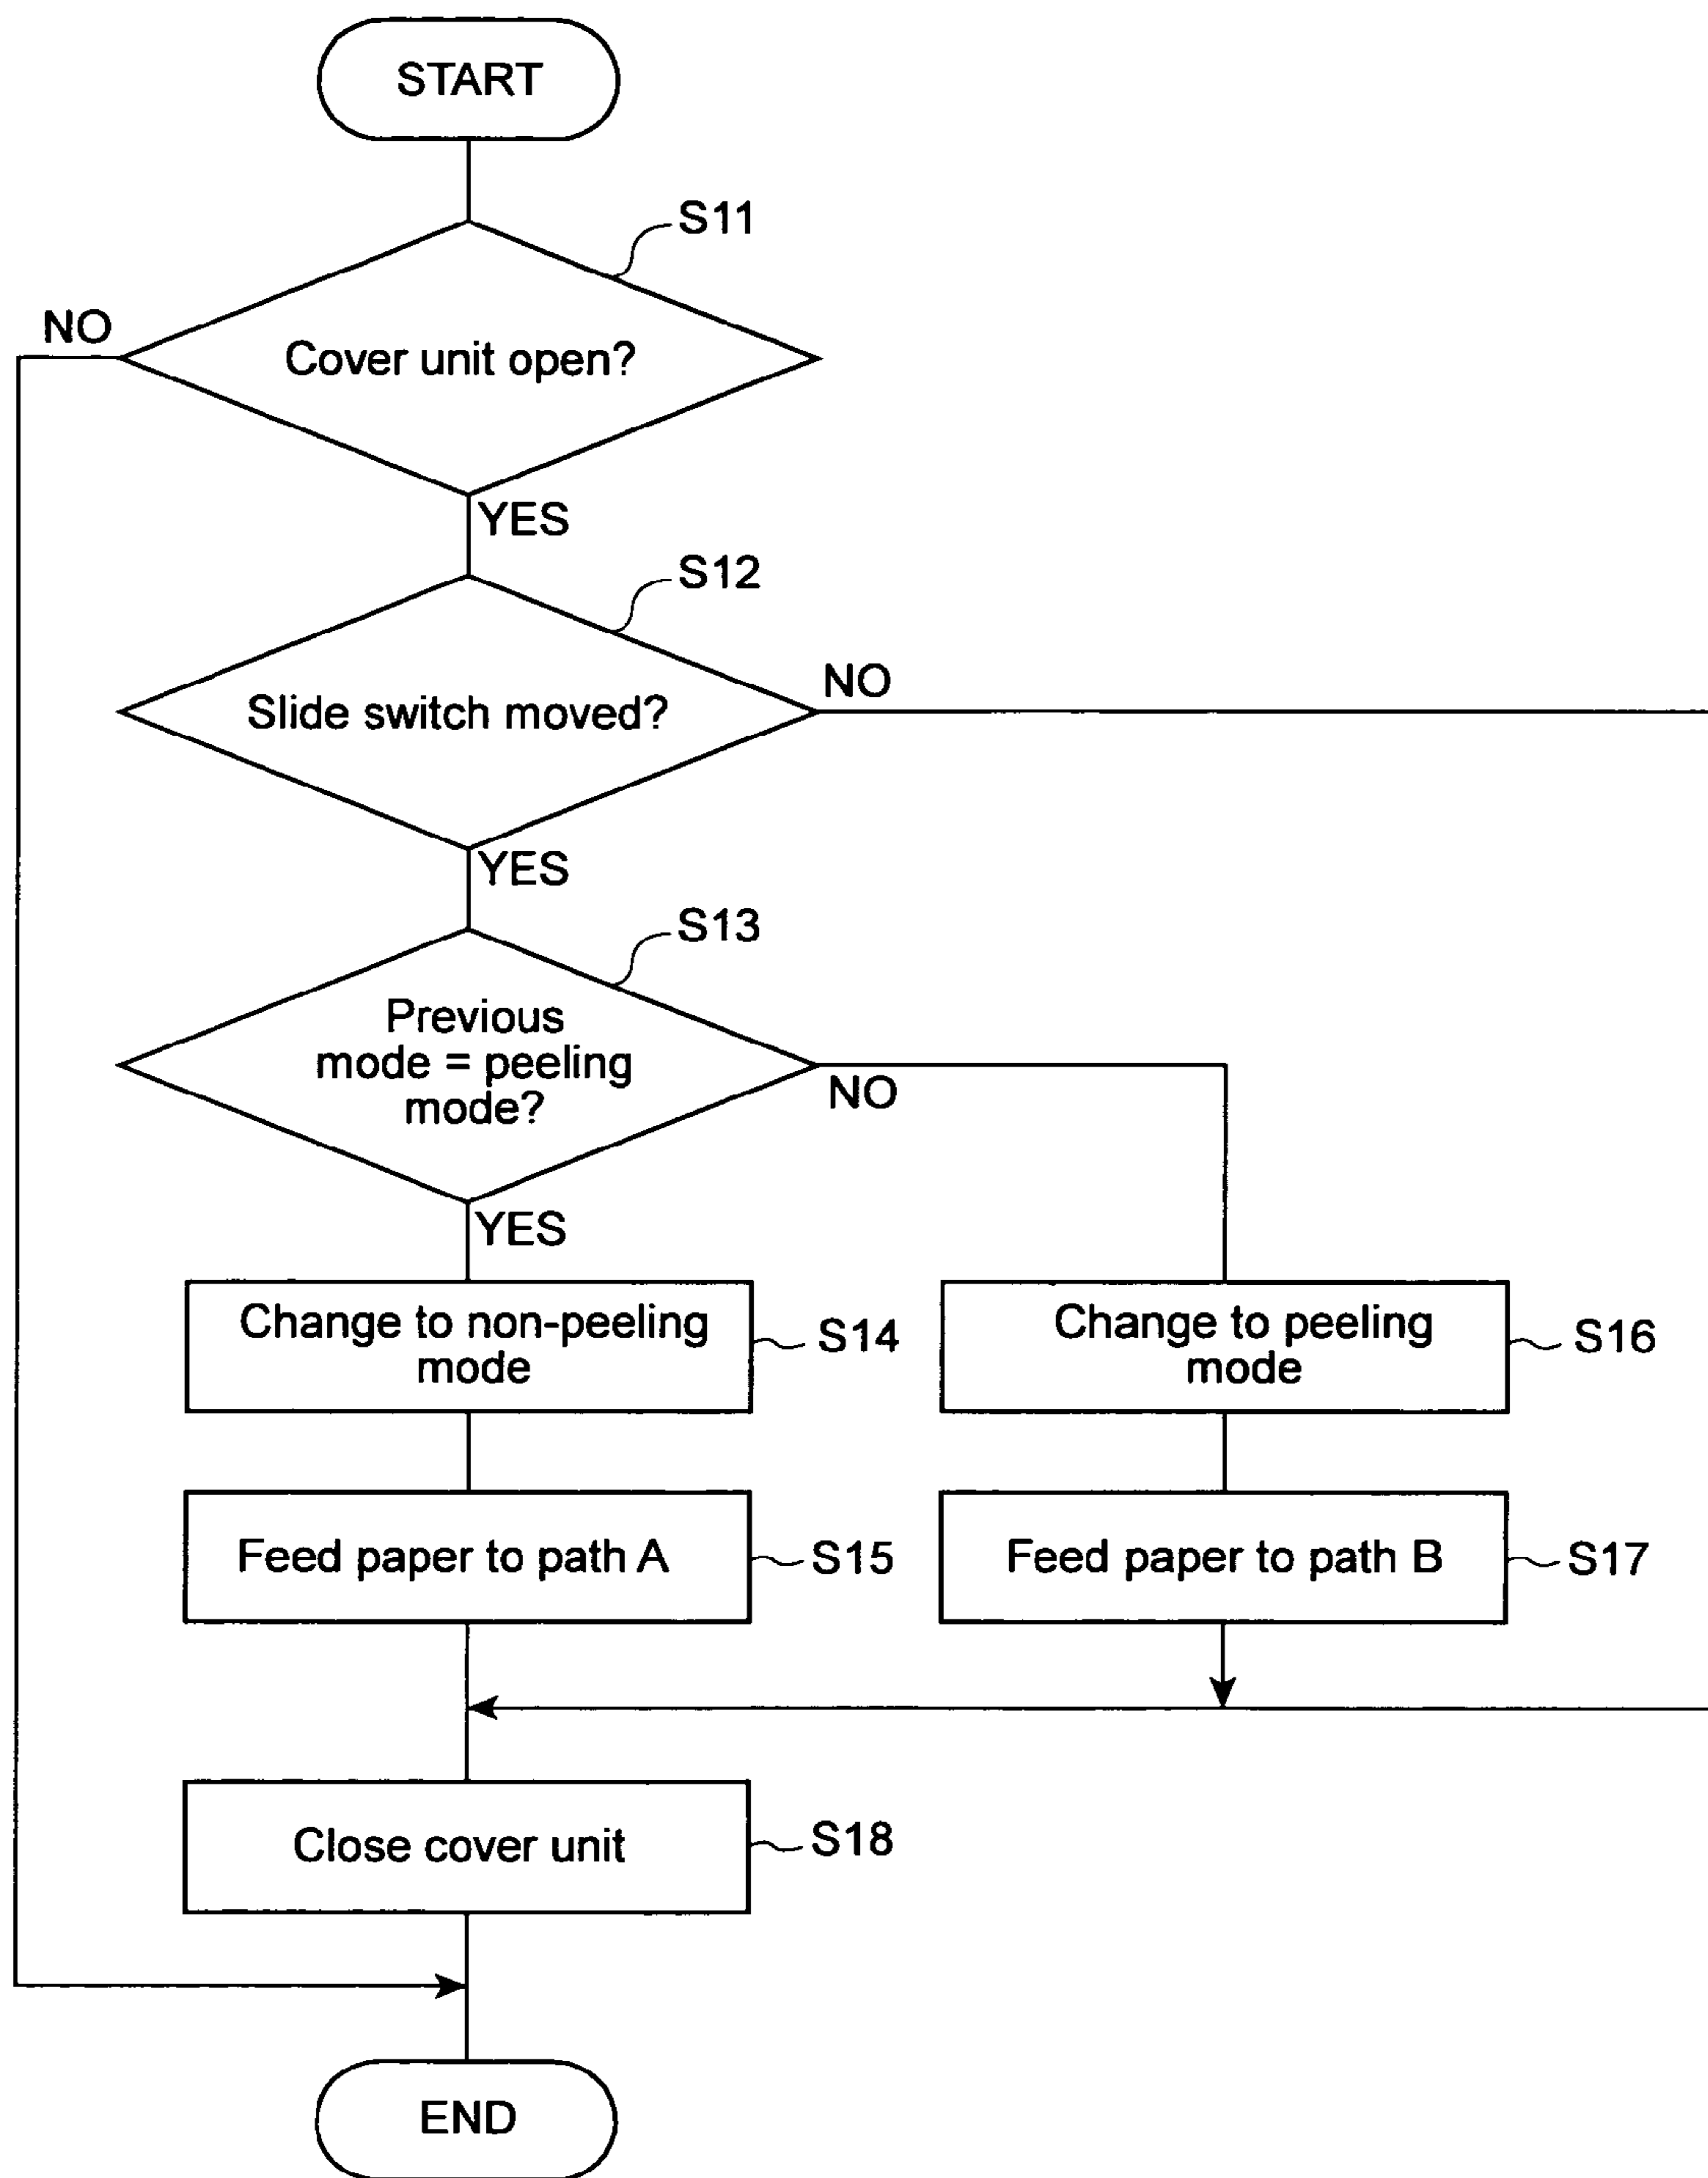 START
S11
NO
Cover unit open?
YES
S12
NO
Slide switch moved?
YES
S13
Previous
mode = peeling
mode?
NO
YES
Change to non-peeling
mode
S14
Change to peeling
mode
S16
Feed paper to path A
S15
Feed paper to path B
S17
Close cover unit
S18
END